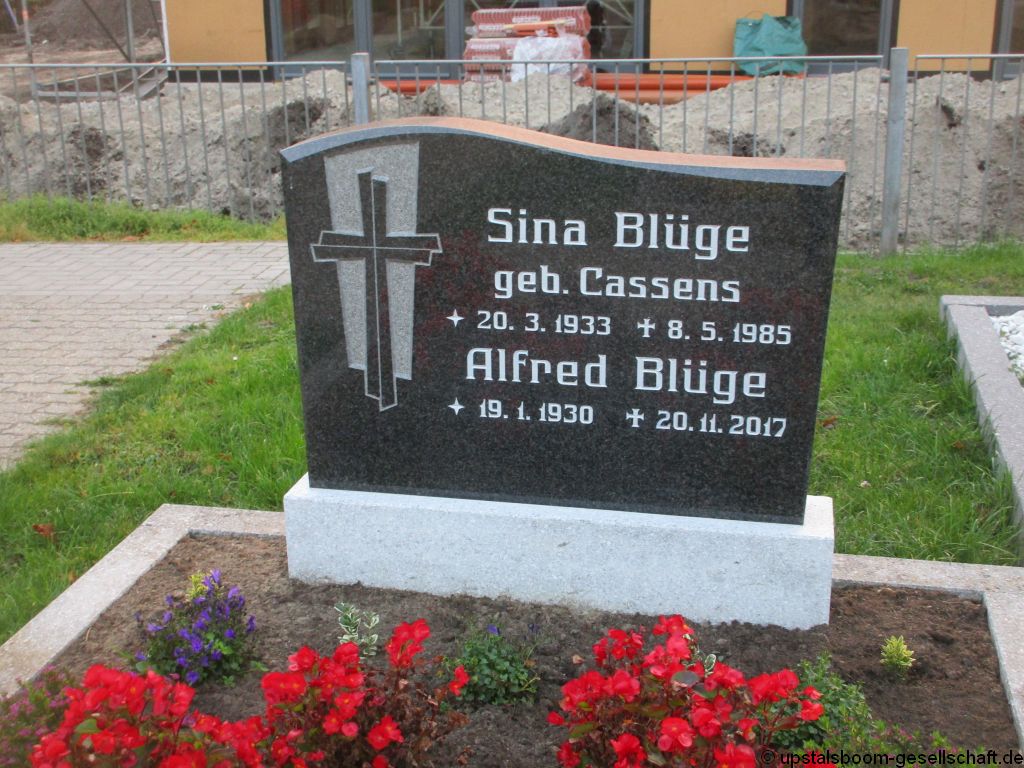 Sina Blüge
geb. Cassens
✦ 20. 3. 1933 ✝ 8. 5. 1985
Alfred Blüge
✦ 19. 1. 1930 ✝ 20. 11. 2017
© upstalsboom-gesellschaft.de